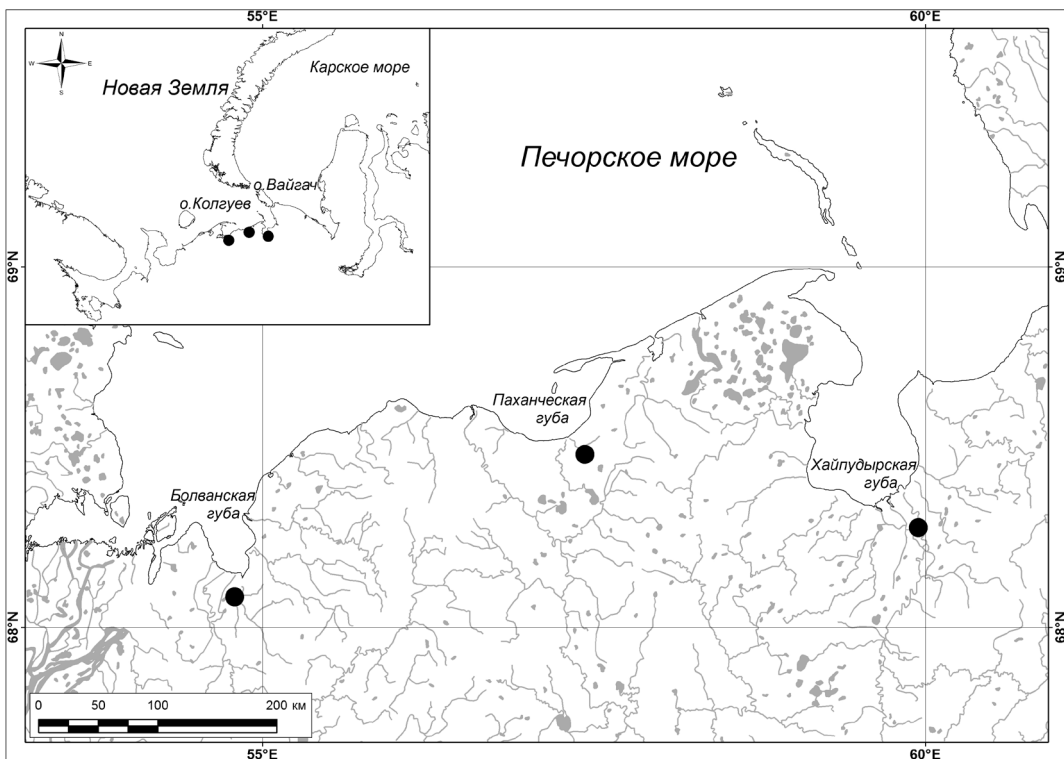 55°E
60°E
N
W
E
S
Карское море
Новая Земля
о.Вайгач
о.Колгуев
Печорское море
69°N
69°N
Паханческая
губа
Хайпудырская
губа
Болванская
губа
68°N
68°N
0
50
100
200 км
55°E
60°E